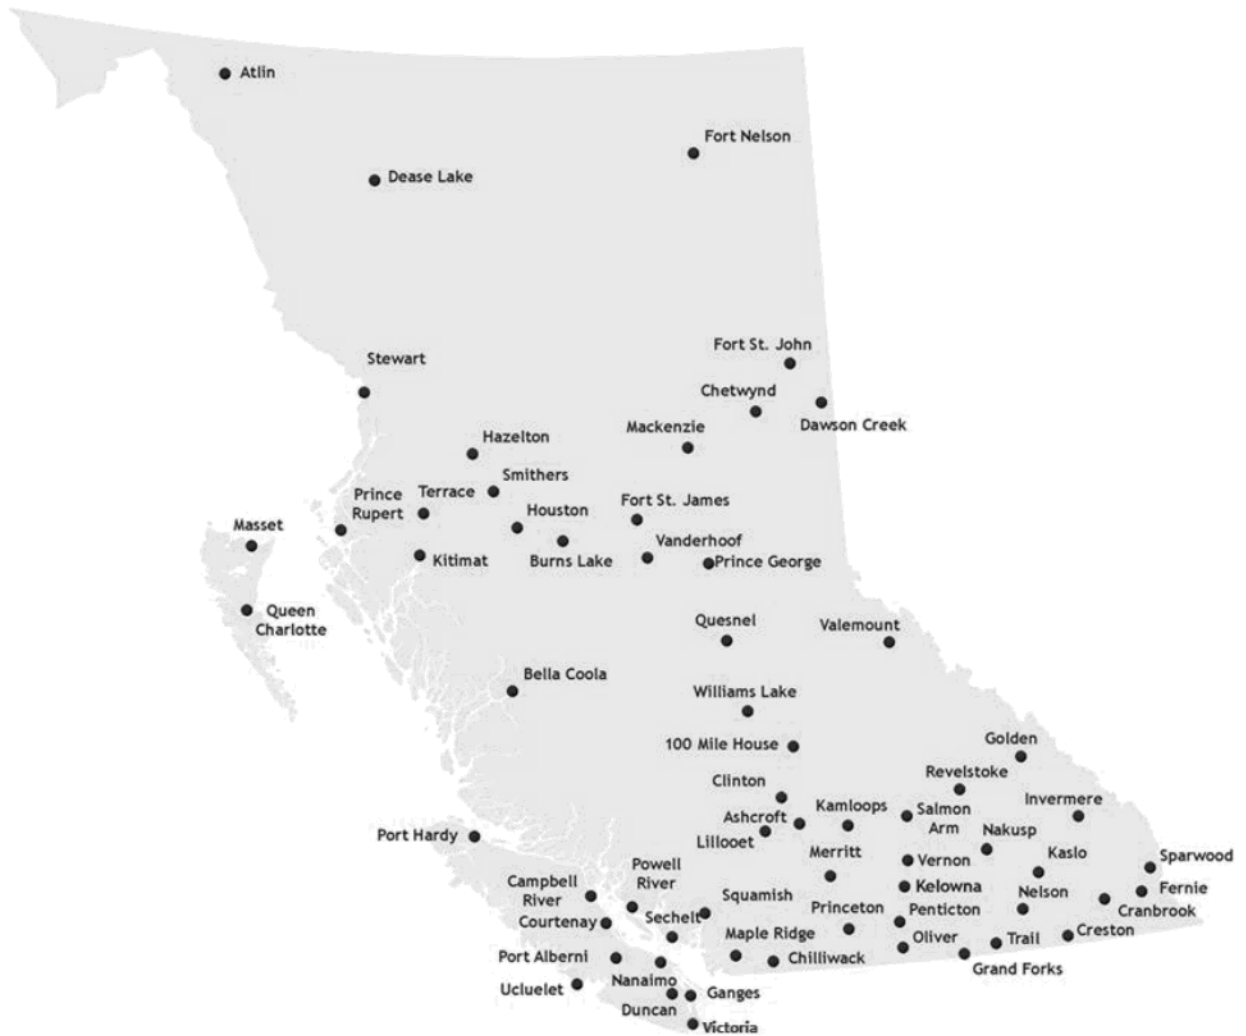 Atlin
Fort Nelson
Dease Lake
Fort St. John
Stewart
Chetwynd
Dawson Creek
Mackenzie
Hazelton
Smithers
Prince
Rupert
Terrace
Fort St. James
Houston
Masset
Vanderhoof
Kitimat
Burns Lake
Prince George
Queen
Charlotte
Quesnel
Valemount
Bella Coola
Williams Lake
100 Mile House
Golden
Revelstoke
Clinton
Invermere
Kamloops
Salmon
Arm
Ashcroft
Nakusp
Port Hardy
Lillooet
Merritt
Kaslo
Sparwood
Vernon
Powell
River
Campbell
River
Kelowna
Fernie
Squamish
Nelson
Princeton
Penticton
Cranbrook
Sechelt
Courtenay
Creston
Maple Ridge
Oliver
Trail
Port Alberni
Chilliwack
Grand Forks
Nanaimo
Ucluelet
Ganges
Duncan
Victoria